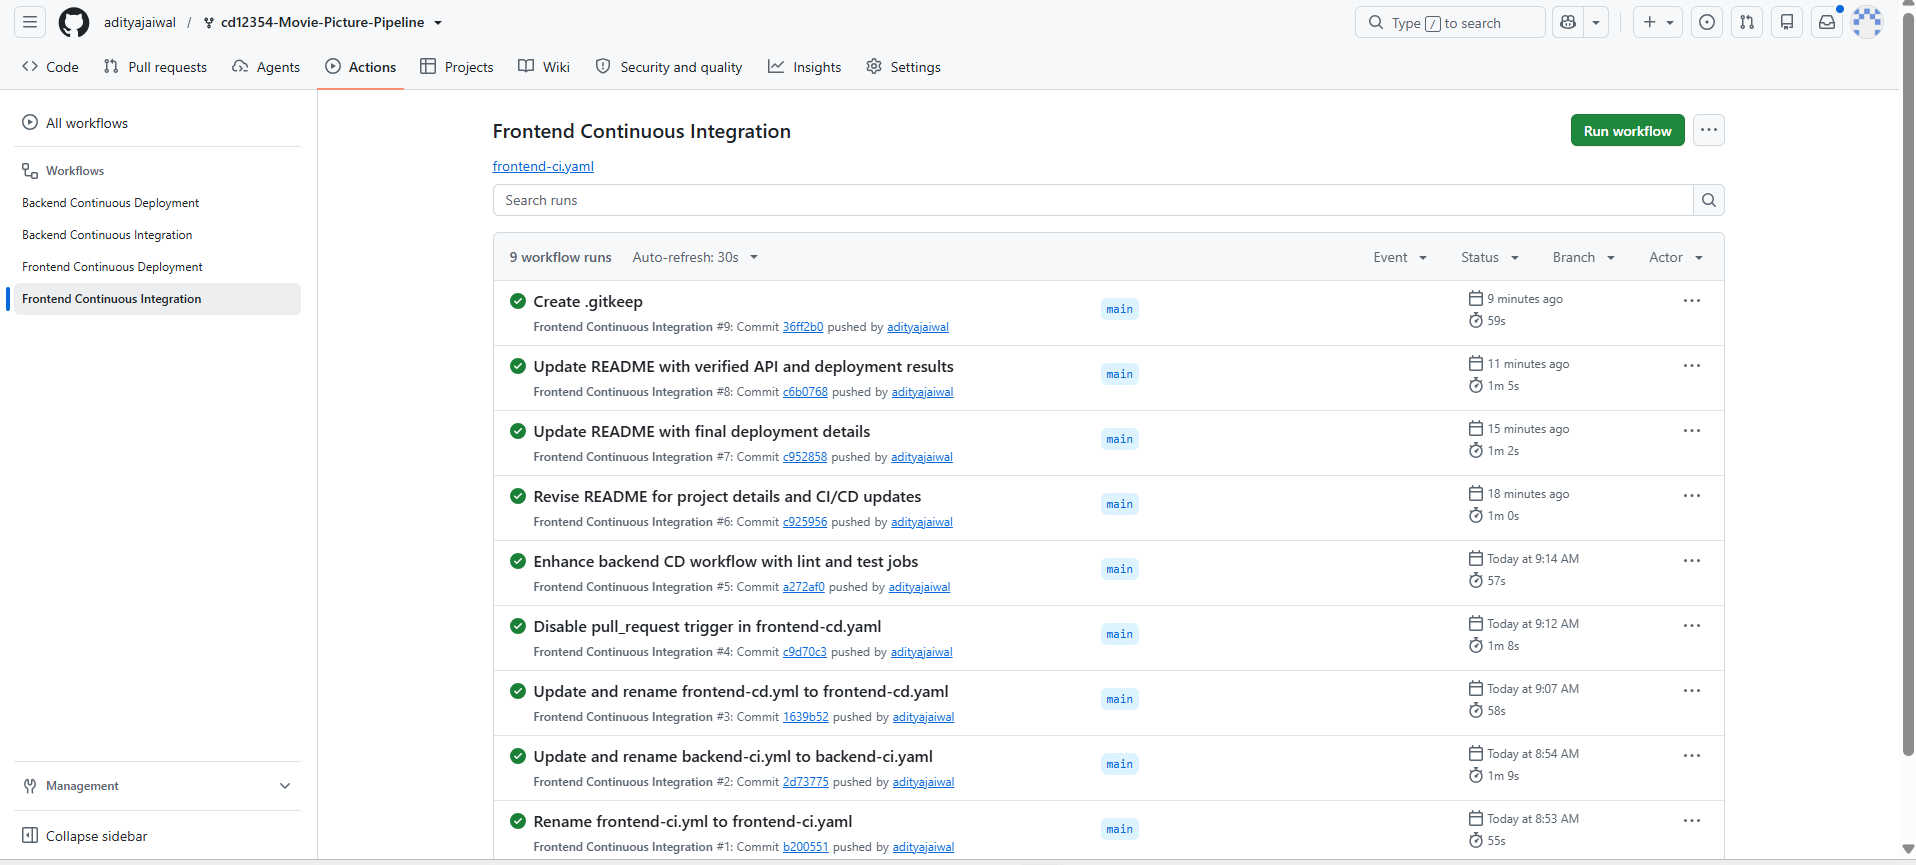 adityajaiwal / cd12354-Movie-Picture-Pipeline
Type / to search
Code
Pull requests
Agents
Actions
Projects
Wiki
Security and quality
Insights
Settings
All workflows
Workflows
Backend Continuous Deployment
Backend Continuous Integration
Frontend Continuous Deployment
Frontend Continuous Integration
Management
Collapse sidebar
Frontend Continuous Integration
Run workflow
frontend-ci.yaml
Search runs
9 workflow runs Auto-refresh: 30s Event Status Branch Actor
Create .gitkeep main 9 minutes ago
Frontend Continuous Integration #9: Commit 36ff2b0 pushed by adityajaiwal 59s
Update README with verified API and deployment results main 11 minutes ago
Frontend Continuous Integration #8: Commit c6b0768 pushed by adityajaiwal 1m 5s
Update README with final deployment details main 15 minutes ago
Frontend Continuous Integration #7: Commit c952858 pushed by adityajaiwal 1m 2s
Revise README for project details and CI/CD updates main 18 minutes ago
Frontend Continuous Integration #6: Commit c925956 pushed by adityajaiwal 1m 0s
Enhance backend CD workflow with lint and test jobs main Today at 9:14 AM
Frontend Continuous Integration #5: Commit a272af0 pushed by adityajaiwal 57s
Disable pull_request trigger in frontend-cd.yaml main Today at 9:12 AM
Frontend Continuous Integration #4: Commit c9d70c3 pushed by adityajaiwal 1m 8s
Update and rename frontend-cd.yml to frontend-cd.yaml main Today at 9:07 AM
Frontend Continuous Integration #3: Commit 1639b52 pushed by adityajaiwal 58s
Update and rename backend-ci.yml to backend-ci.yaml main Today at 8:54 AM
Frontend Continuous Integration #2: Commit 2d73775 pushed by adityajaiwal 1m 9s
Rename frontend-ci.yml to frontend-ci.yaml main Today at 8:53 AM
Frontend Continuous Integration #1: Commit b200551 pushed by adityajaiwal 55s